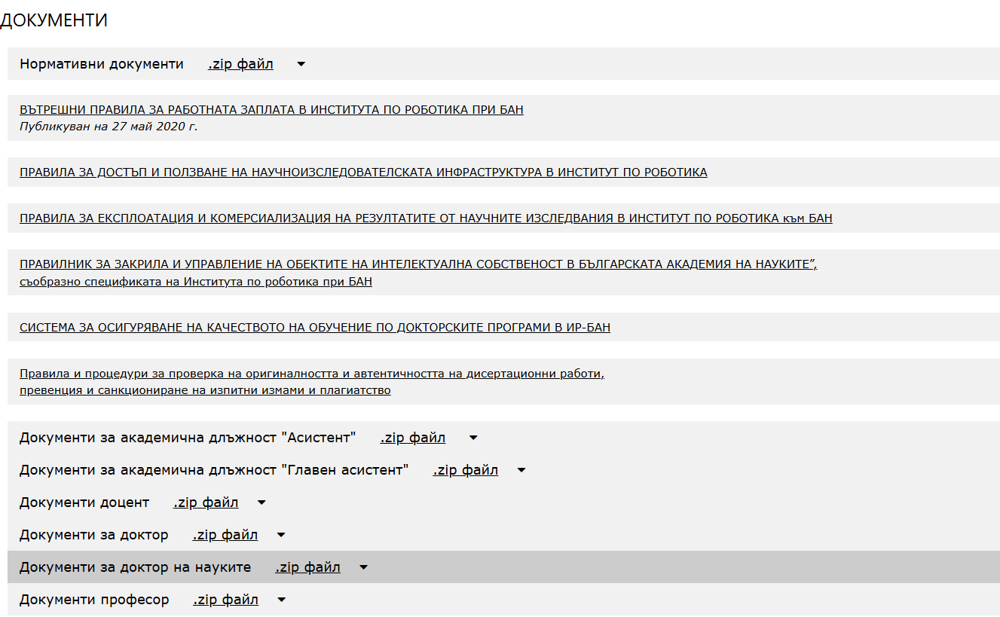 ДОКУМЕНТИ
Нормативни документи .zip файл
ВЪТРЕШНИ ПРАВИЛА ЗА РАБОТНАТА ЗАПЛАТА В ИНСТИТУТА ПО РОБОТИКА ПРИ БАН
Публикуван на 27 май 2020 г.
ПРАВИЛА ЗА ДОСТЪП И ПОЛЗВАНЕ НА НАУЧНОИЗСЛЕДОВАТЕЛСКАТА ИНФРАСТРУКТУРА В ИНСТИТУТ ПО РОБОТИКА
ПРАВИЛА ЗА ЕКСПЛОАТАЦИЯ И КОМЕРСИАЛИЗАЦИЯ НА РЕЗУЛТАТИТЕ ОТ НАУЧНИТЕ ИЗСЛЕДВАНИЯ В ИНСТИТУТ ПО РОБОТИКА към БАН
ПРАВИЛНИК ЗА ЗАКРИЛА И УПРАВЛЕНИЕ НА ОБЕКТИТЕ НА ИНТЕЛЕКТУАЛНА СОБСТВЕНОСТ В БЪЛГАРСКАТА АКАДЕМИЯ НА НАУКИТЕ”,
съобразно спецификата на Института по роботика при БАН
СИСТЕМА ЗА ОСИГУРЯВАНЕ НА КАЧЕСТВОТО НА ОБУЧЕНИЕ ПО ДОКТОРСКИТЕ ПРОГРАМИ В ИР-БАН
Правила и процедури за проверка на оригиналността и автентичността на дисертационни работи,
превенция и санкциониране на изпитни измами и плагиатство
Документи за академична длъжност "Асистент" .zip файл
Документи за академична длъжност "Главен асистент" .zip файл
Документи доцент .zip файл
Документи за доктор .zip файл
Документи за доктор на науките .zip файл
Документи професор .zip файл